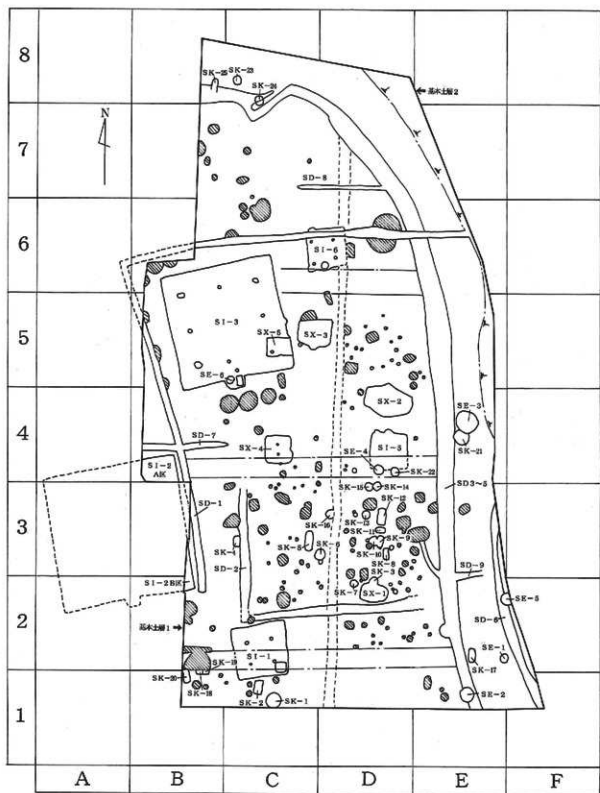 8
SK-25
SK-23
SK-24
基本土層2
N
7
SD-8
6
SI-6
SI-3
SX-5
SX-3
5
SE-6
SX-2
SE-3
4
SD-7
SX-4
SE-4
SI-5
SK-21
SK-22
SI-2
A区
SK-15
SK-14
SD3~5
SD-1
SK-12
SK-16
SK-13
3
SK-11
SK-4
SD-2
SK-5
SK-6
SK-10
SK-9
SK-8
SD-9
SI-2B区
SK-3
SK-7
SX-1
SE-5
2
基本土層1
SD-6
SI-1
SE-1
SK-19
SK-17
SK-20
SK-18
SK-2
SK-1
SE-2
1
A
B
C
D
E
F